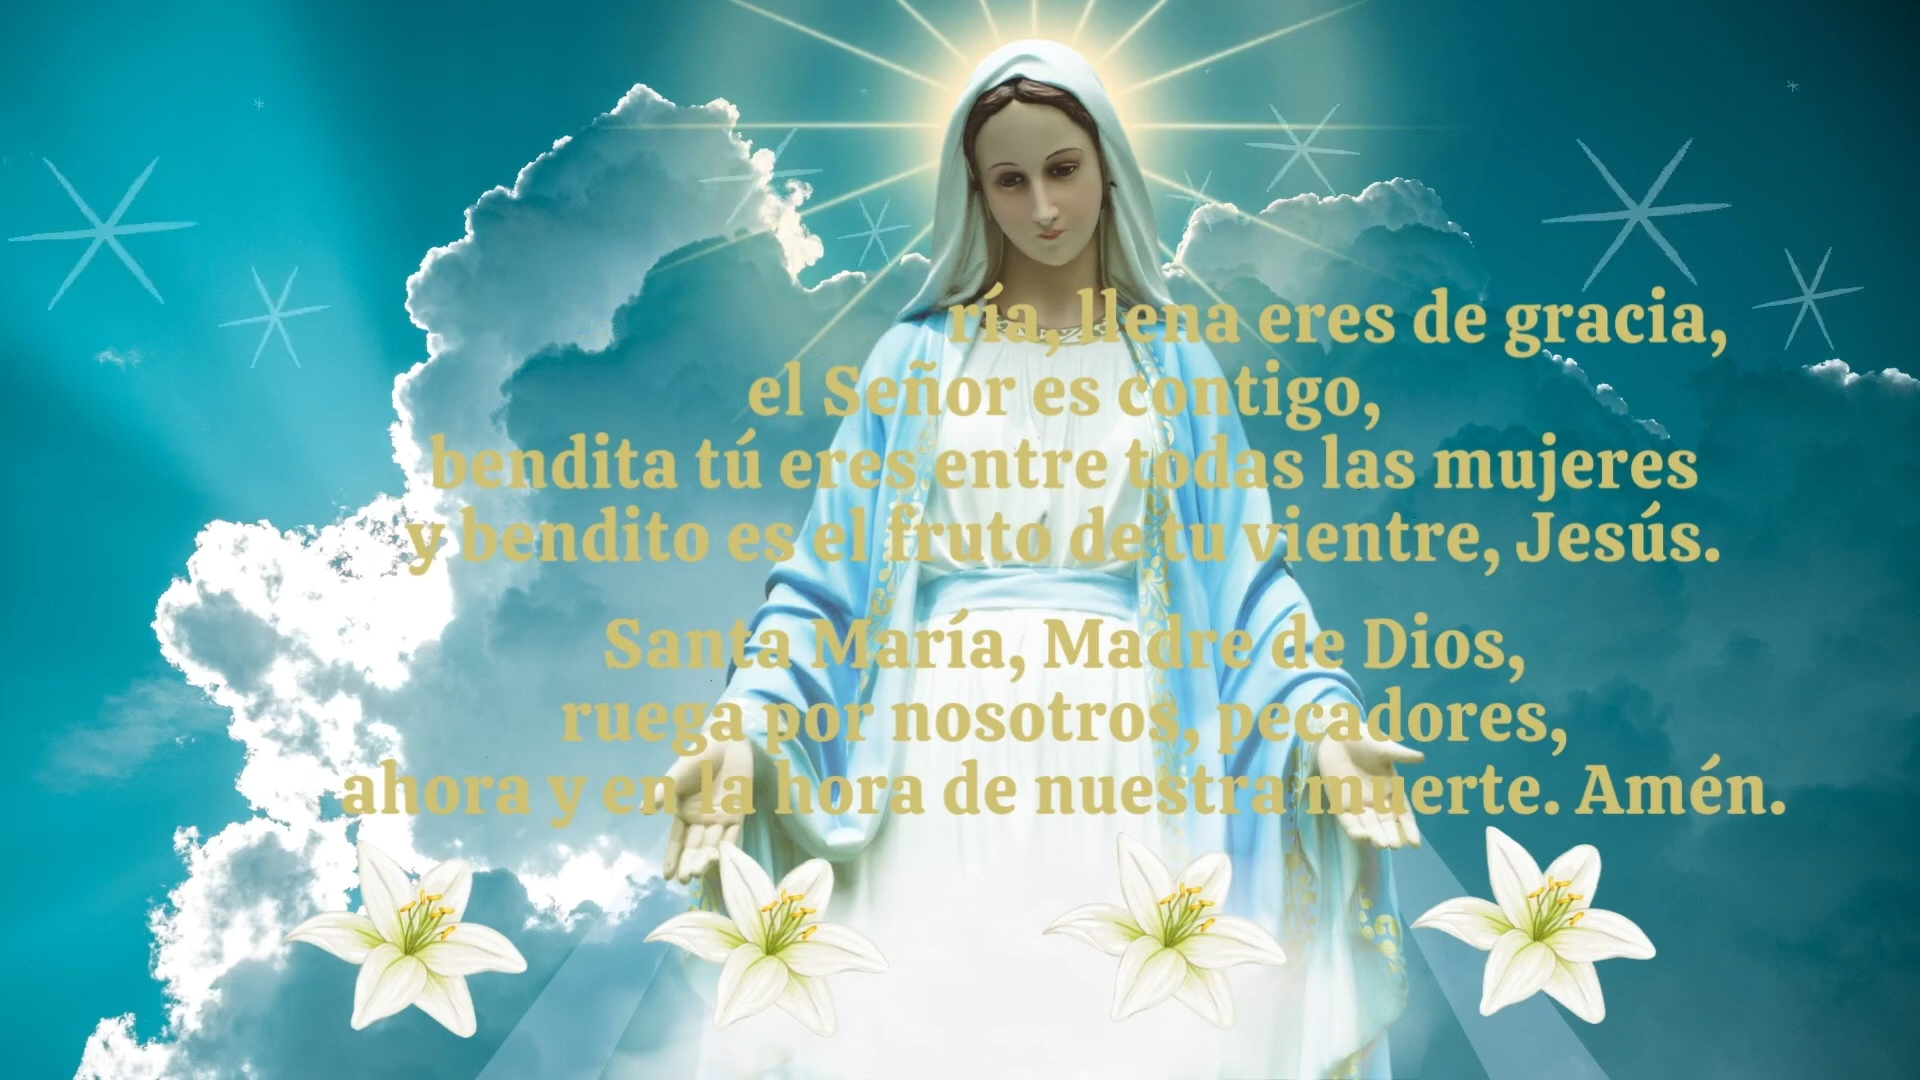 ría, llena eres de gracia,
el Señor es contigo,
bendita tú eres entre todas las mujeres
y bendito es el fruto de tu vientre, Jesús.
Santa María, Madre de Dios,
ruega por nosotros, pecadores,
ahora y en la hora de nuestra muerte. Amén.